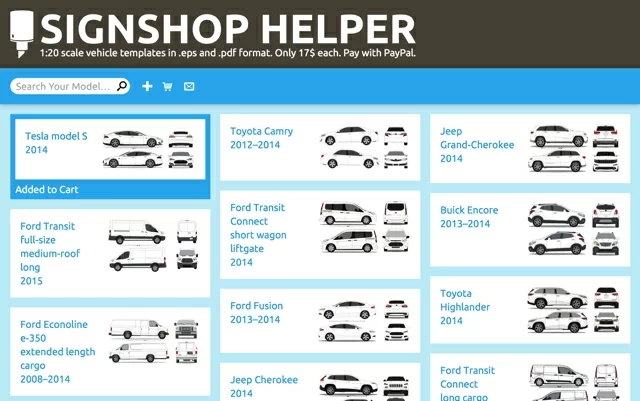 SIGNSHOP HELPER
1:20 scale vehicle templates in .eps and .pdf format. Only 17$ each. Pay with PayPal.
Search Your Model...
Tesla model S
2014
Added to Cart
Ford Transit
full-size
medium-roof
long
2015
Ford Econoline
e-350
extended length
cargo
2008–2014
Toyota Camry
2012–2014
Ford Transit
Connect
short wagon
liftgate
2014
Ford Fusion
2013–2014
Jeep Cherokee
2014
Jeep
Grand-Cherokee
2014
Buick Encore
2013–2014
Toyota
Highlander
2014
Ford Transit
Connect
long cargo